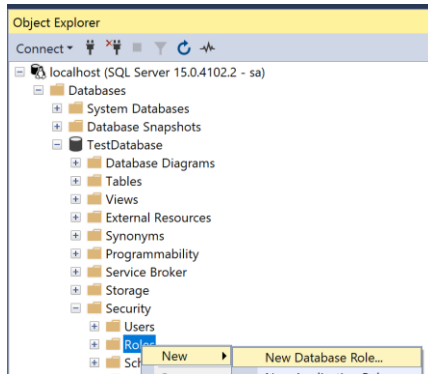 Object Explorer
Connect
localhost (SQL Server 15.0.4102.2 - sa)
Databases
System Databases
Database Snapshots
TestDatabase
Database Diagrams
Tables
Views
External Resources
Synonyms
Programmability
Service Broker
Storage
Security
Users
Roles
New
New Database Role...